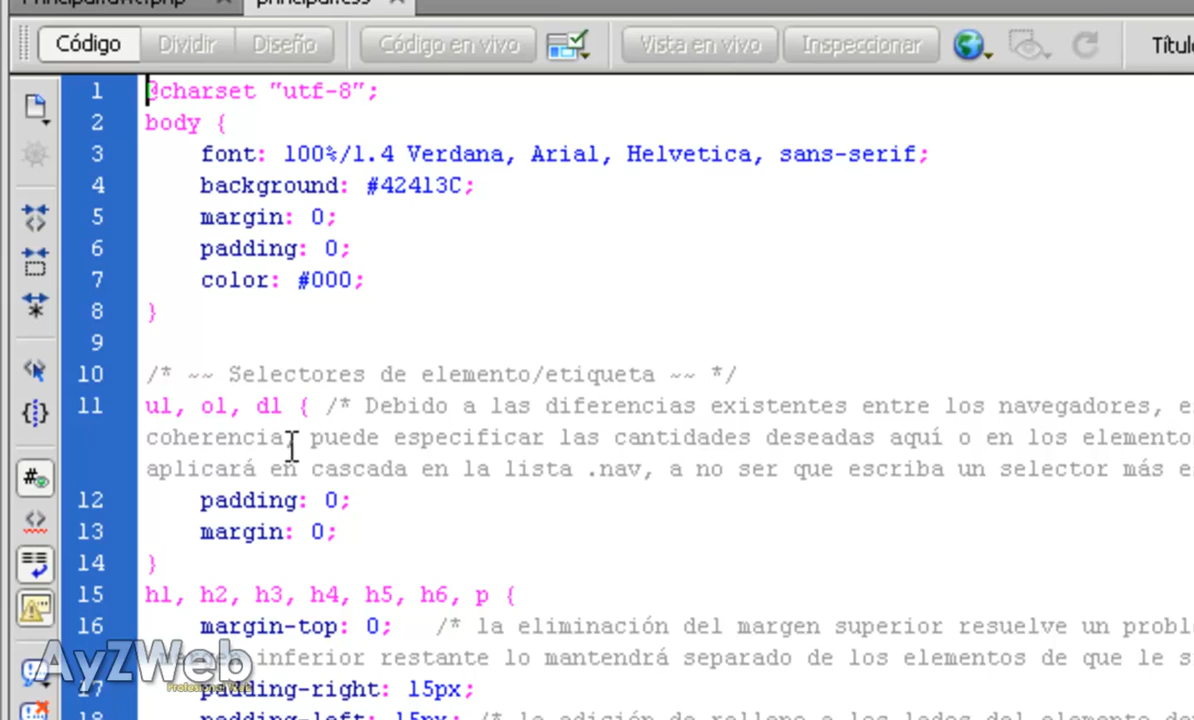 Código Dividir Diseño Código en vivo Vista en vivo Inspeccionar
1 @charset "utf-8";
2 body {
3 font: 100%/1.4 Verdana, Arial, Helvetica, sans-serif;
4 background: #42413C;
5 margin: 0;
6 padding: 0;
7 color: #000;
8 }
9
10 /* ~~ Selectores de elemento/etiqueta ~~ */
11 ul, ol, dl { /* Debido a las diferencias existentes entre los navegadores,
coherencia puede especificar las cantidades deseadas aquí o en los
aplicará en cascada en la lista .nav, a no ser que escriba un selector más
12 padding: 0;
13 margin: 0;
14 }
15 h1, h2, h3, h4, h5, h6, p {
16 margin-top: 0; /* la eliminación del margen superior resuelve un
inferior restante lo mantendrá separado de los elementos de que le
17 padding-right: 15px;
AyZWeb
Profesional Web